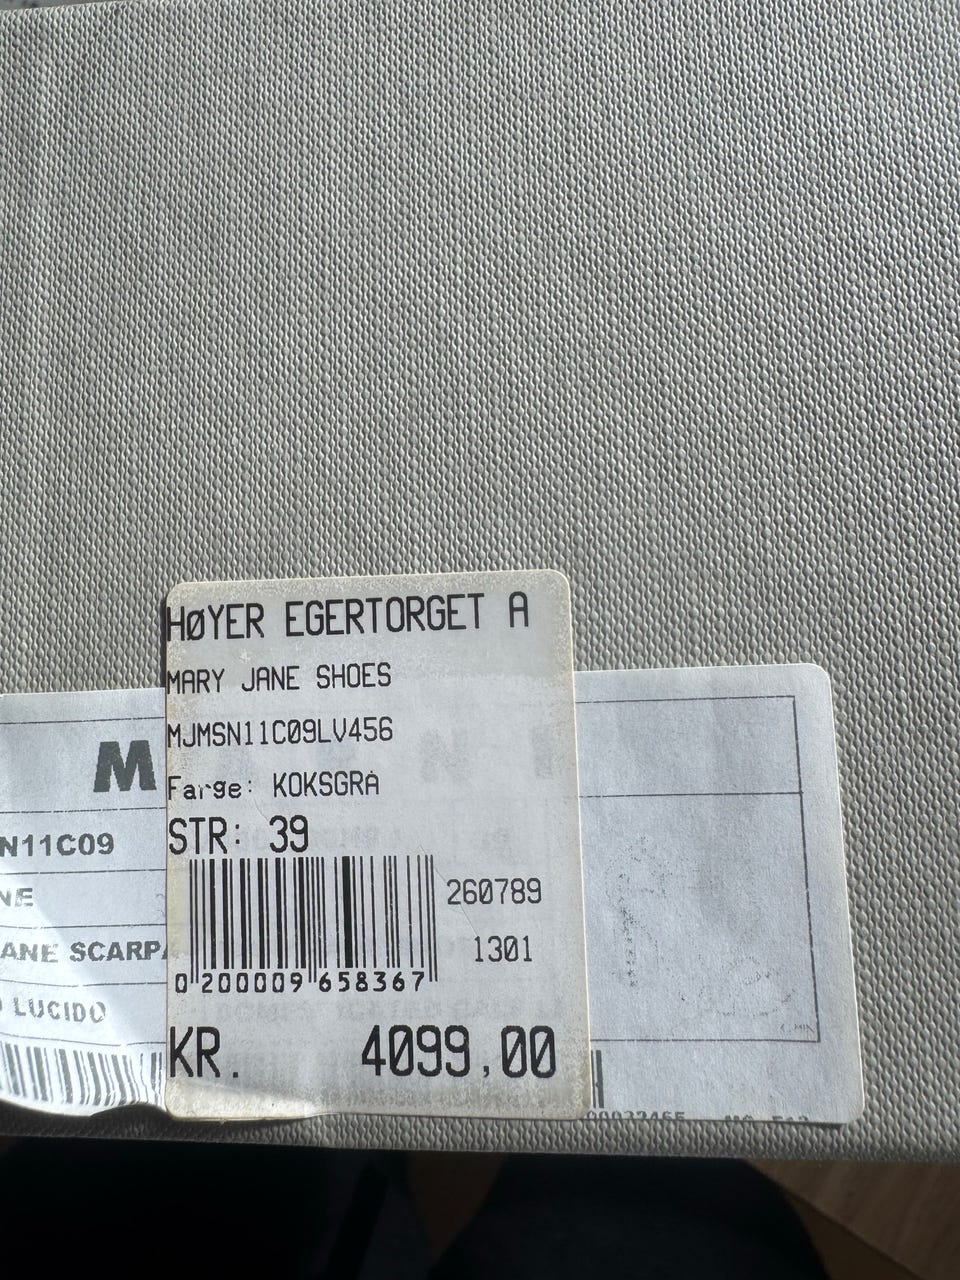 HØYER EGERTORGET A
MARY JANE SHOES
MJMSN11C09LV456
Farge: KOKSGRÅ
STR: 39
260789
1301
0 200009 658367
KR. 4099,00
M
N11C09
NE
ANE SCARPA
LUCIDO